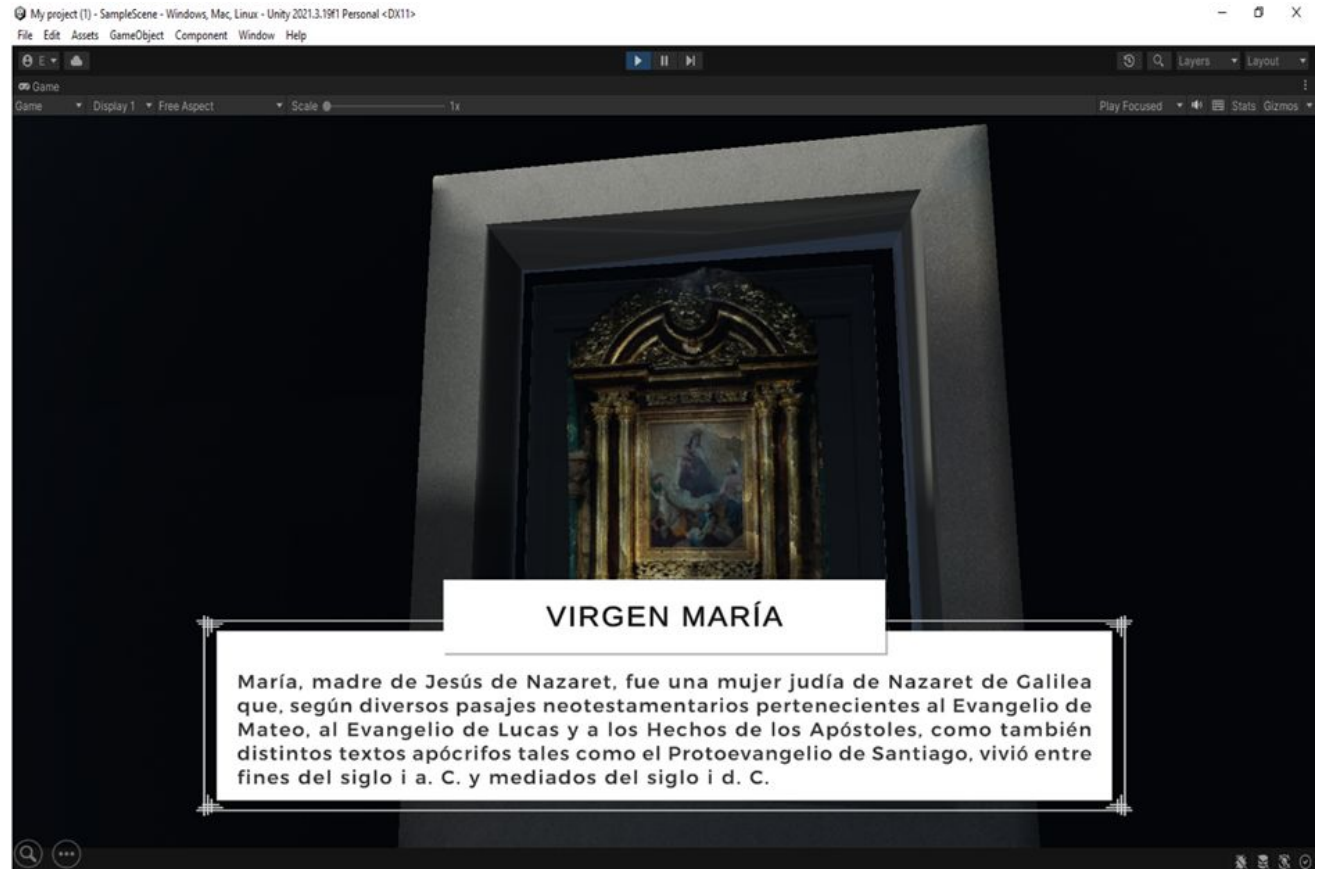 My project (1) - SampleScene - Windows, Mac, Linux - Unity 2021.3.19f1 Personal <DX11>
File Edit Assets GameObject Component Window Help
E Layers Layout
Game
Game Display 1 Free Aspect Scale 1x Play Focused Stats Gizmos
VIRGEN MARÍA
María, madre de Jesús de Nazaret, fue una mujer judía de Nazaret de Galilea
que, según diversos pasajes neotestamentarios pertenecientes al Evangelio de
Mateo, al Evangelio de Lucas y a los Hechos de los Apóstoles, como también
distintos textos apócrifos tales como el Protoevangelio de Santiago, vivió entre
fines del siglo i a. C. y mediados del siglo i d. C.